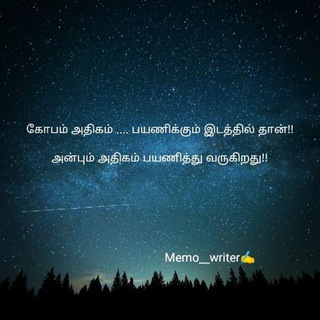 கோபம் அதிகம் .... பயணிக்கும் இடத்தில் தான்!!
அன்பும் அதிகம் பயணித்து வருகிறது!!
Memo__writer✍️